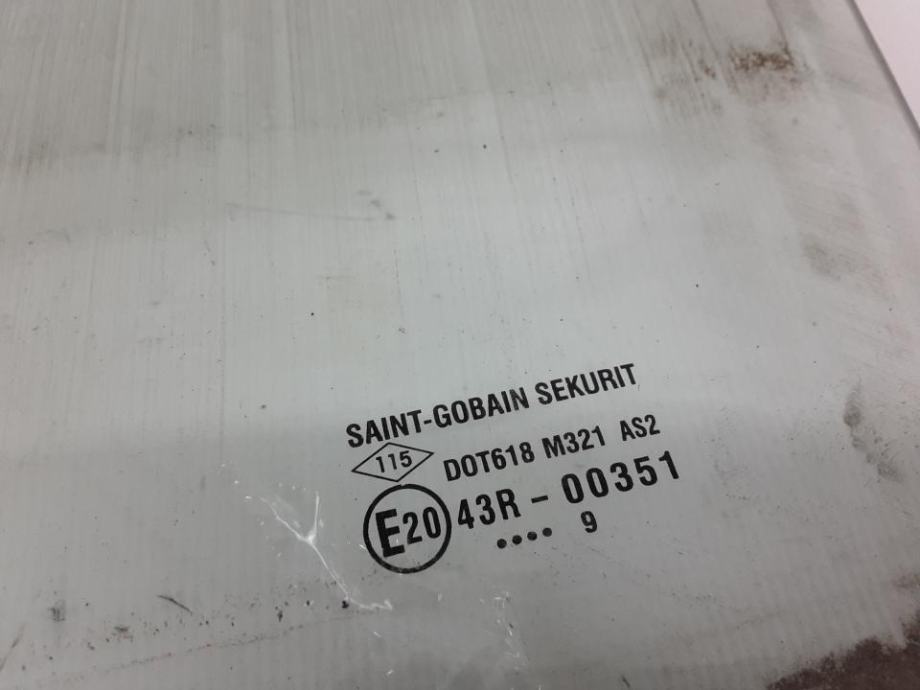 SAINT-GOBAIN SEKURIT
115 DOT618 M321 AS2
E20 43R - 00351
•••• 9